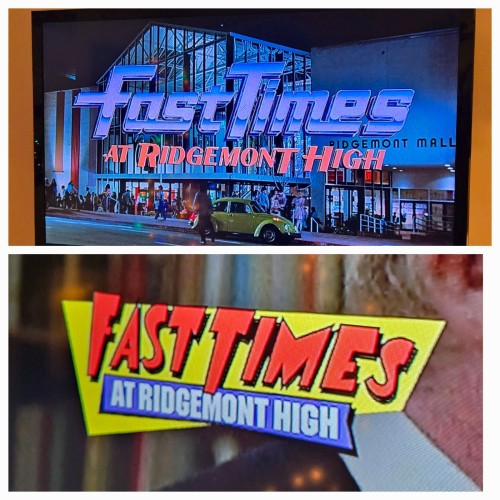 Fast Times
AT RIDGEMONT HIGH
RIDGEMONT MALL
FAST TIMES
AT RIDGEMONT HIGH